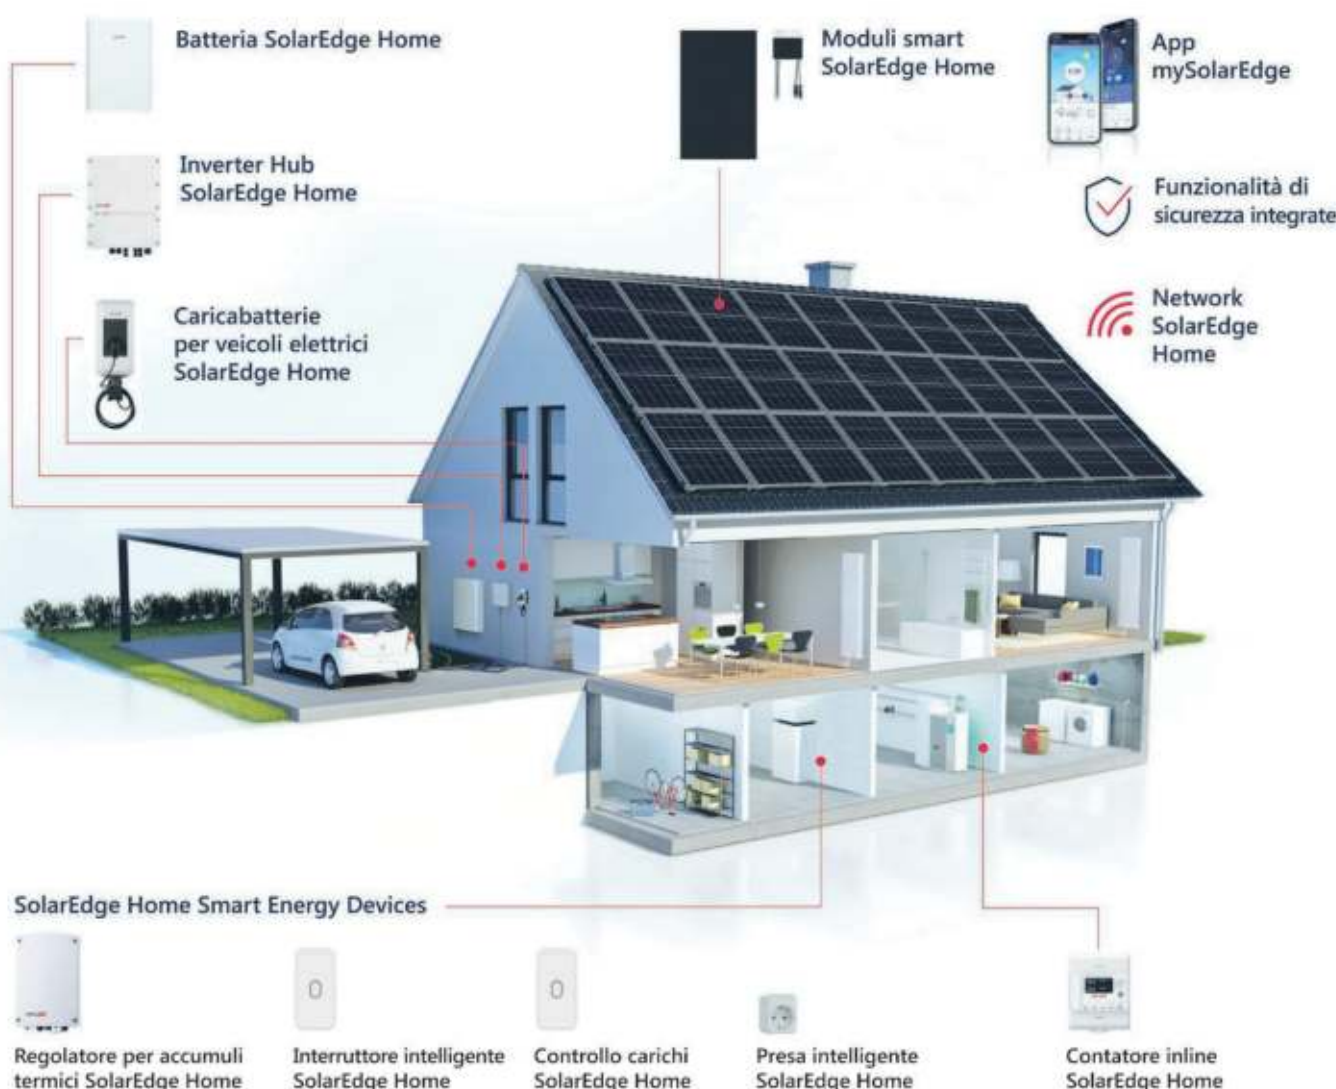 Batteria SolarEdge Home
Moduli smart
SolarEdge Home
App
mySolarEdge
Inverter Hub
SolarEdge Home
Funzionalità di
sicurezza integrate
Caricabatterie
per veicoli elettrici
SolarEdge Home
Network
SolarEdge
Home
SolarEdge Home Smart Energy Devices
Regolatore per accumuli
termici SolarEdge Home
Interruttore intelligente
SolarEdge Home
Controllo carichi
SolarEdge Home
Presa intelligente
SolarEdge Home
Contatore inline
SolarEdge Home